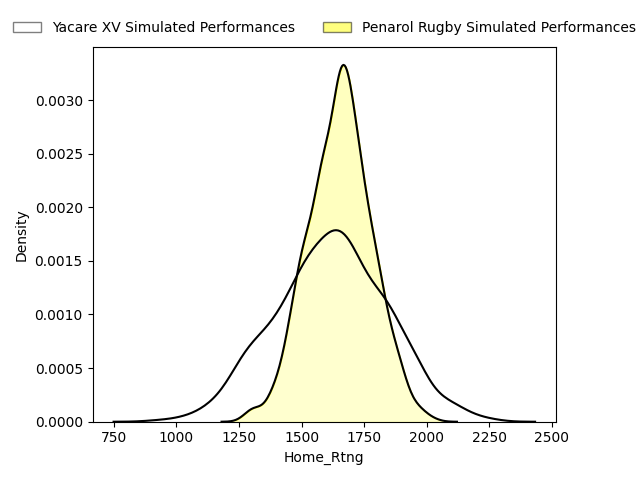 Yacare XV Simulated Performances Penarol Rugby Simulated Performances
0.0030
0.0025
0.0020
0.0015
0.0010
0.0005
0.0000
Density
750 1000 1250 1500 1750 2000 2250 2500
Home_Rtng